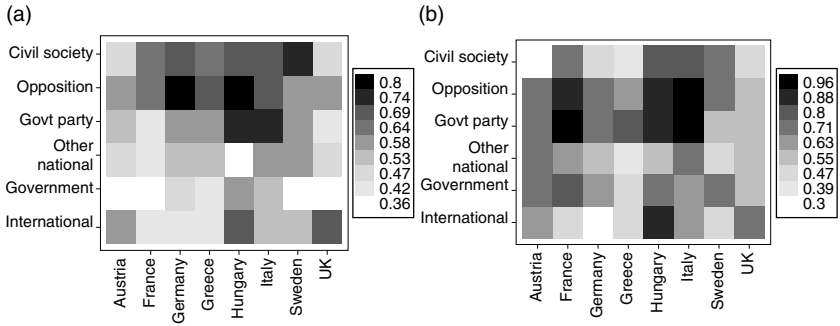 (a)
Civil society
Opposition
Govt party
Other
national
Government
International
0.8
0.74
0.69
0.64
0.58
0.53
0.47
0.42
0.36
Austria
France
Germany
Greece
Hungary
Italy
Sweden
UK
(b)
Civil society
Opposition
Govt party
Other
national
Government
International
0.96
0.88
0.8
0.71
0.63
0.55
0.47
0.39
0.3
Austria
France
Germany
Greece
Hungary
Italy
Sweden
UK